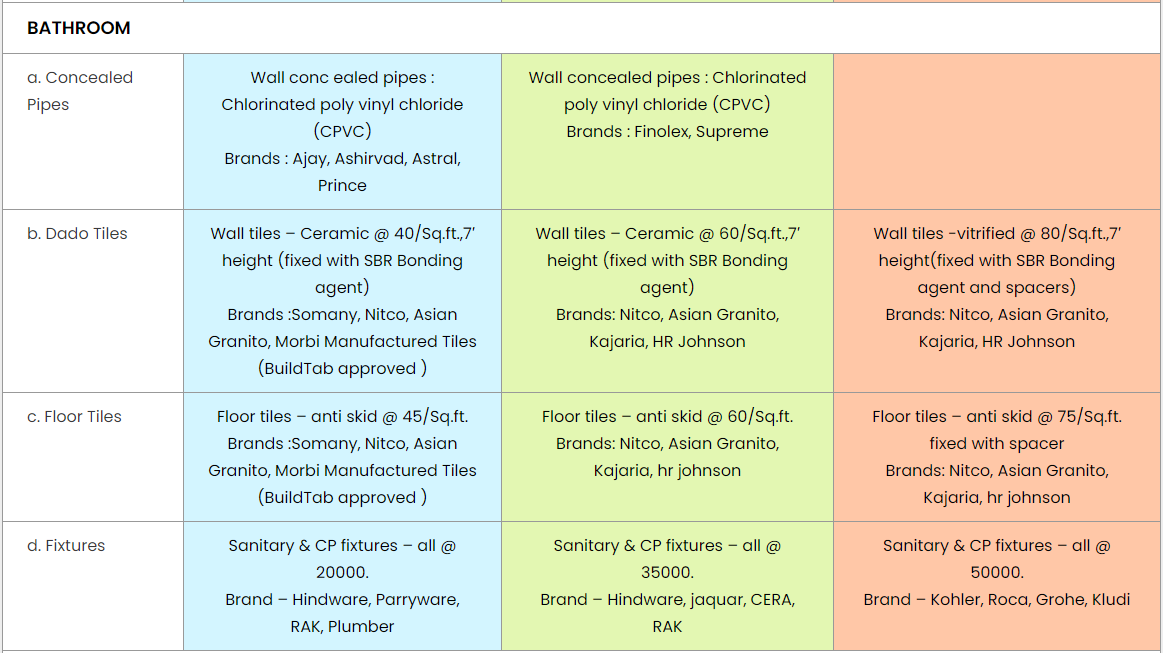 BATHROOM
a. Concealed
Pipes
Wall conc ealed pipes :
Chlorinated poly vinyl chloride
(CPVC)
Brands : Ajay, Ashirvad, Astral,
Prince
Wall concealed pipes : Chlorinated
poly vinyl chloride (CPVC)
Brands : Finolex, Supreme
b. Dado Tiles
Wall tiles – Ceramic @ 40/Sq.ft.,7′
height (fixed with SBR Bonding
agent)
Brands :Somany, Nitco, Asian
Granito, Morbi Manufactured Tiles
(BuildTab approved )
Wall tiles – Ceramic @ 60/Sq.ft.,7′
height (fixed with SBR Bonding
agent)
Brands: Nitco, Asian Granito,
Kajaria, HR Johnson
Wall tiles -vitrified @ 80/Sq.ft.,7′
height(fixed with SBR Bonding
agent and spacers)
Brands: Nitco, Asian Granito,
Kajaria, HR Johnson
c. Floor Tiles
Floor tiles – anti skid @ 45/Sq.ft.
Brands :Somany, Nitco, Asian
Granito, Morbi Manufactured Tiles
(BuildTab approved )
Floor tiles – anti skid @ 60/Sq.ft.
Brands: Nitco, Asian Granito,
Kajaria, hr johnson
Floor tiles – anti skid @ 75/Sq.ft.
fixed with spacer
Brands: Nitco, Asian Granito,
Kajaria, hr johnson
d. Fixtures
Sanitary & CP fixtures – all @
20000.
Brand – Hindware, Parryware,
RAK, Plumber
Sanitary & CP fixtures – all @
35000.
Brand – Hindware, jaquar, CERA,
RAK
Sanitary & CP fixtures – all @
50000.
Brand – Kohler, Roca, Grohe, Kludi